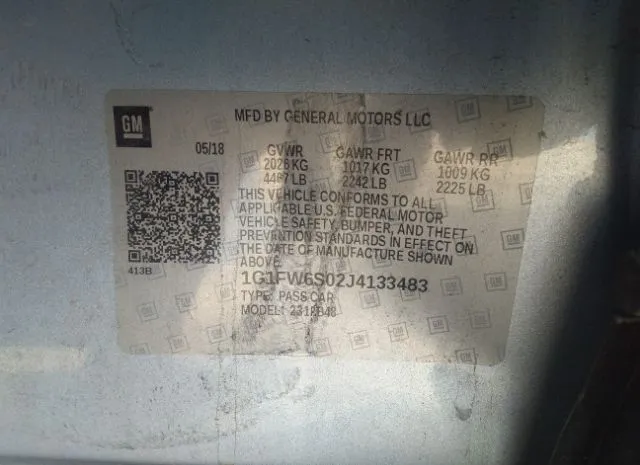 GM
MFD BY GENERAL MOTORS LLC
05/18
GVWR GAWR FRT GAWR RR
2028 KG 1017 KG 1009 KG
4467 LB 2242 LB 2225 LB
THIS VEHICLE CONFORMS TO ALL
APPLICABLE U.S. FEDERAL MOTOR
VEHICLE SAFETY, BUMPER, AND THEFT
PREVENTION STANDARDS IN EFFECT ON
THE DATE OF MANUFACTURE SHOWN
ABOVE.
413B
1G1FW6S02J4133483
TYPE: PASS CAR
MODEL: